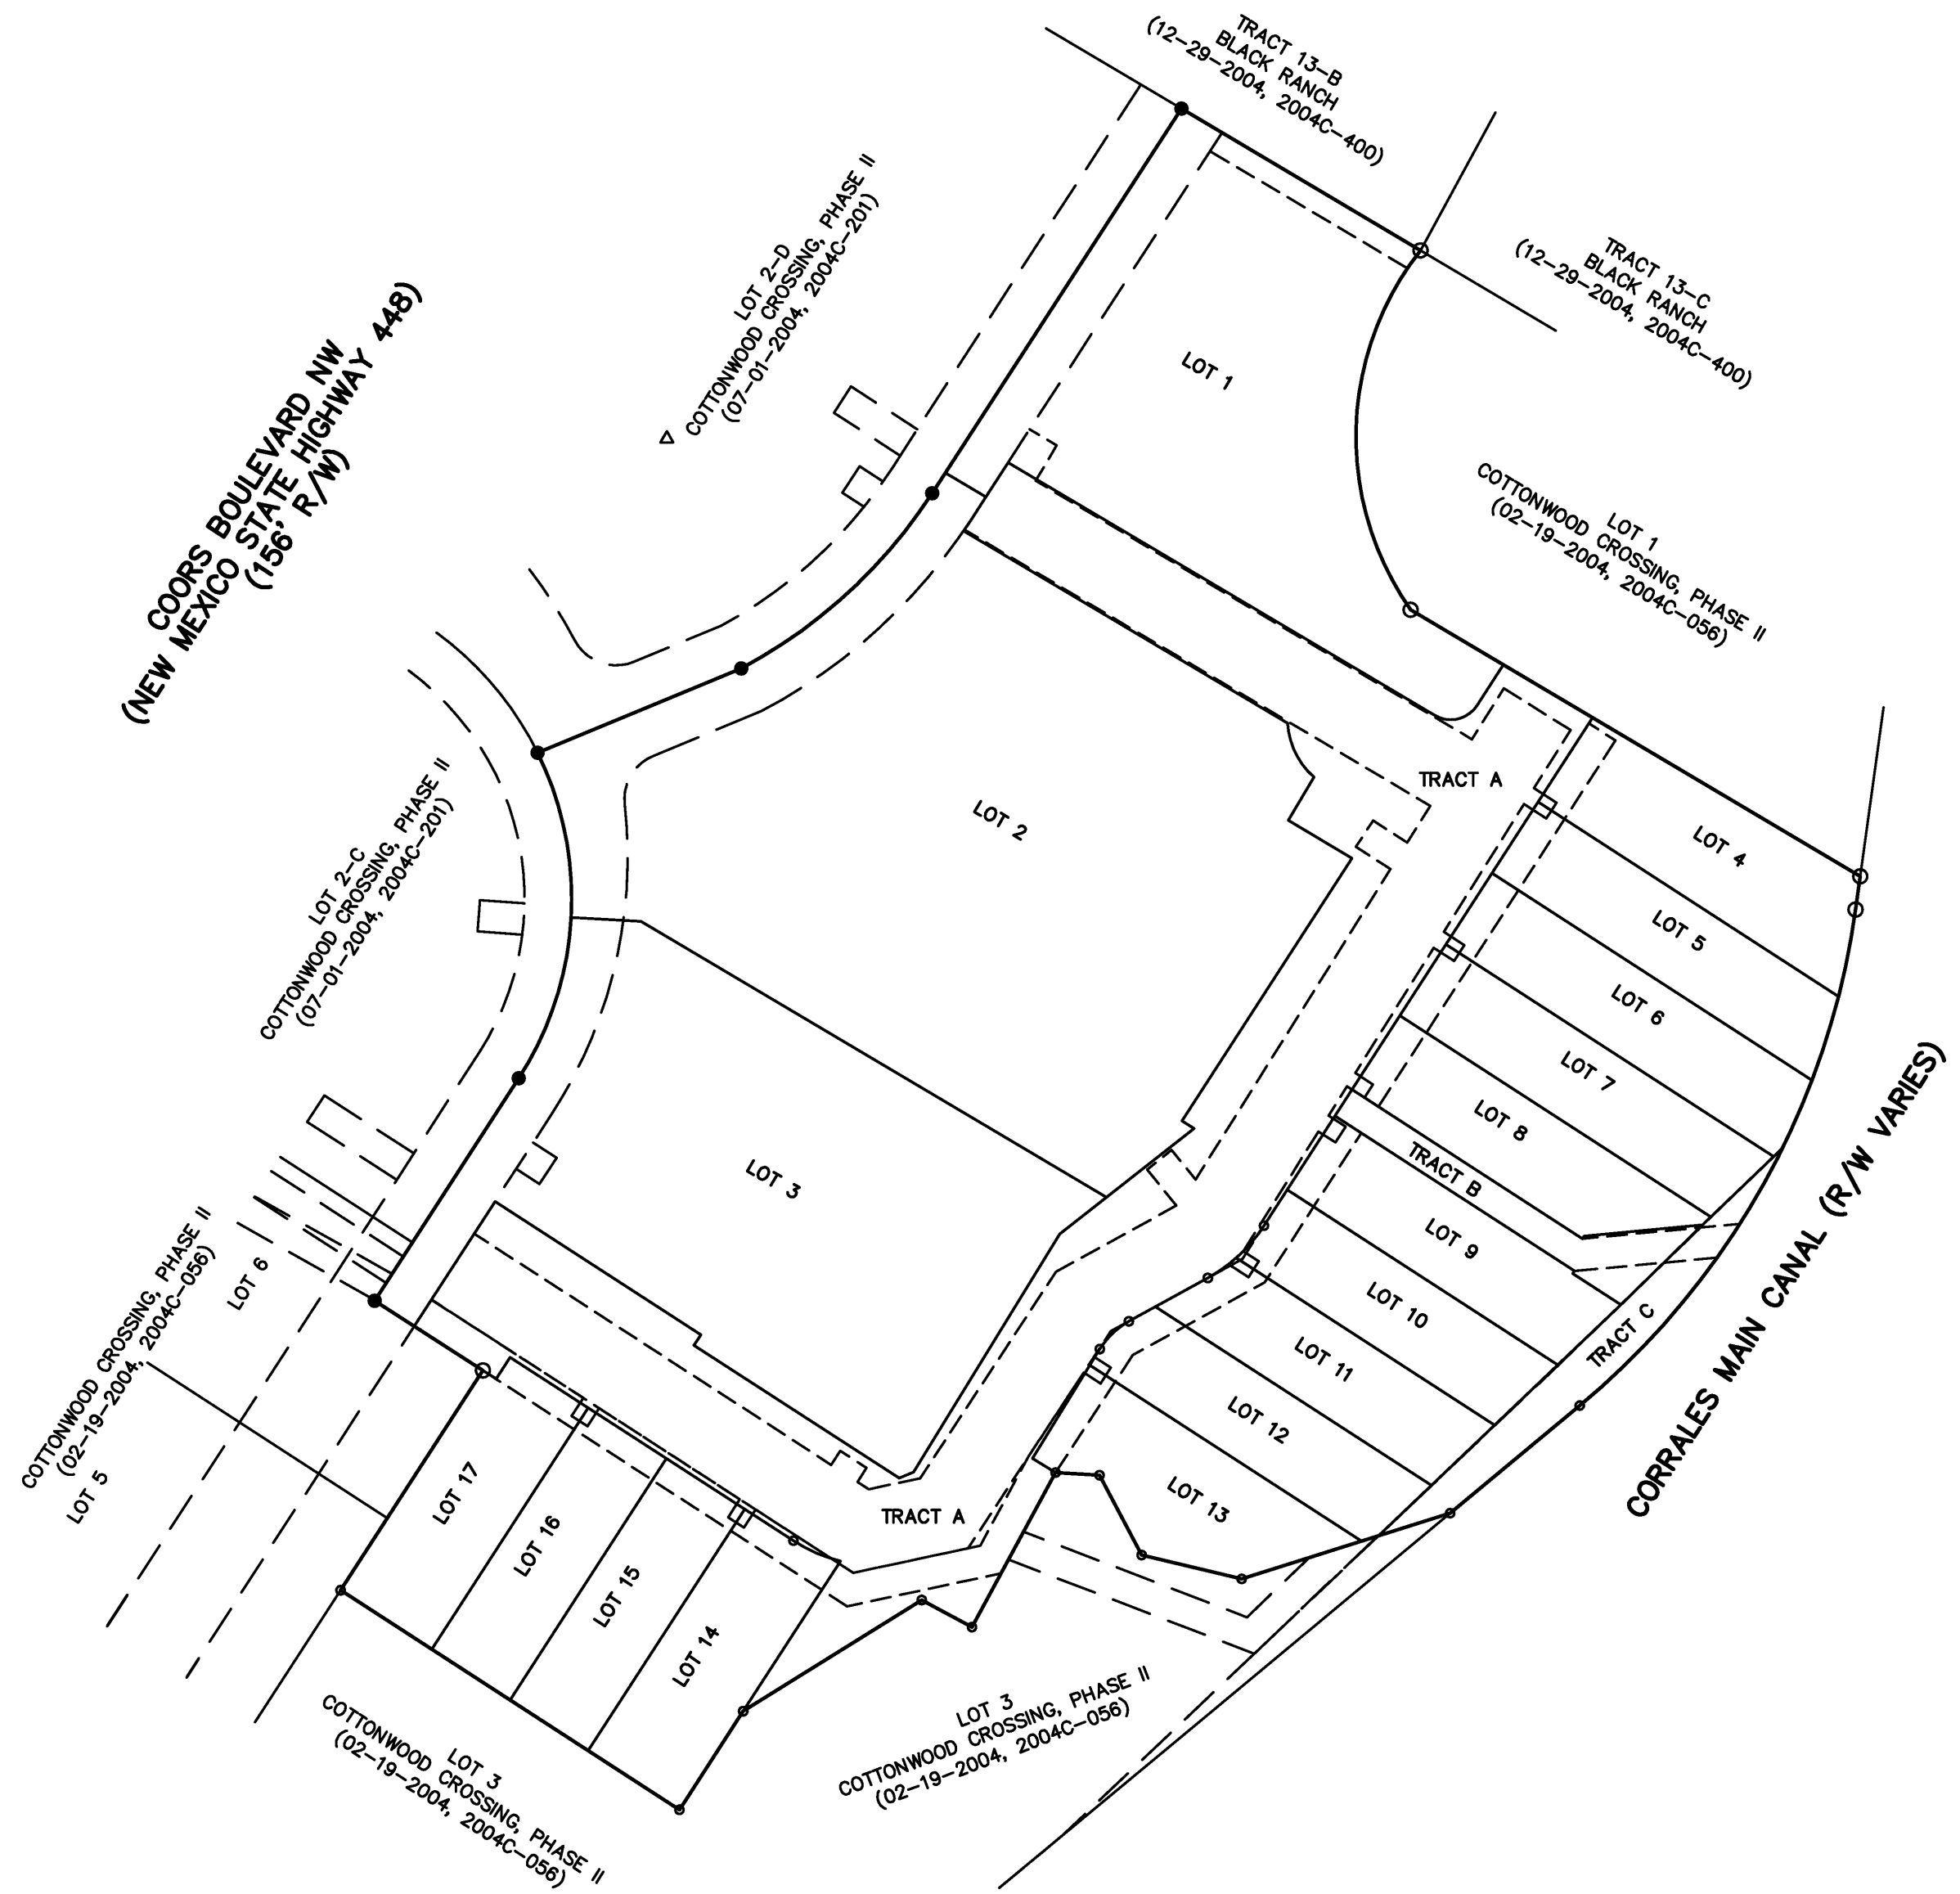 TRACT 13-B
BLACK RANCH
(12-29-2004, 2004C-400)
TRACT 13-C
BLACK RANCH
(12-29-2004, 2004C-400)
LOT 2-D
COTTONWOOD CROSSING, PHASE II
(07-01-2004, 2004C-201)
COORS BOULEVARD NW
(NEW MEXICO STATE HIGHWAY 448)
(156' R/W)
LOT 1
LOT 1
COTTONWOOD CROSSING, PHASE II
(02-19-2004, 2004C-056)
TRACT A
LOT 2
LOT 4
LOT 5
LOT 6
LOT 7
LOT 8
TRACT B
LOT 9
LOT 10
LOT 11
LOT 12
LOT 13
TRACT C
CORRALES MAIN CANAL (R/W VARIES)
LOT 2-C
COTTONWOOD CROSSING, PHASE II
(07-01-2004, 2004C-201)
LOT 3
LOT 6
COTTONWOOD CROSSING, PHASE II
(02-19-2004, 2004C-056)
LOT 5
LOT 17
LOT 16
LOT 15
LOT 14
TRACT A
LOT 3
COTTONWOOD CROSSING, PHASE II
(02-19-2004, 2004C-056)
LOT 3
COTTONWOOD CROSSING, PHASE II
(02-19-2004, 2004C-056)